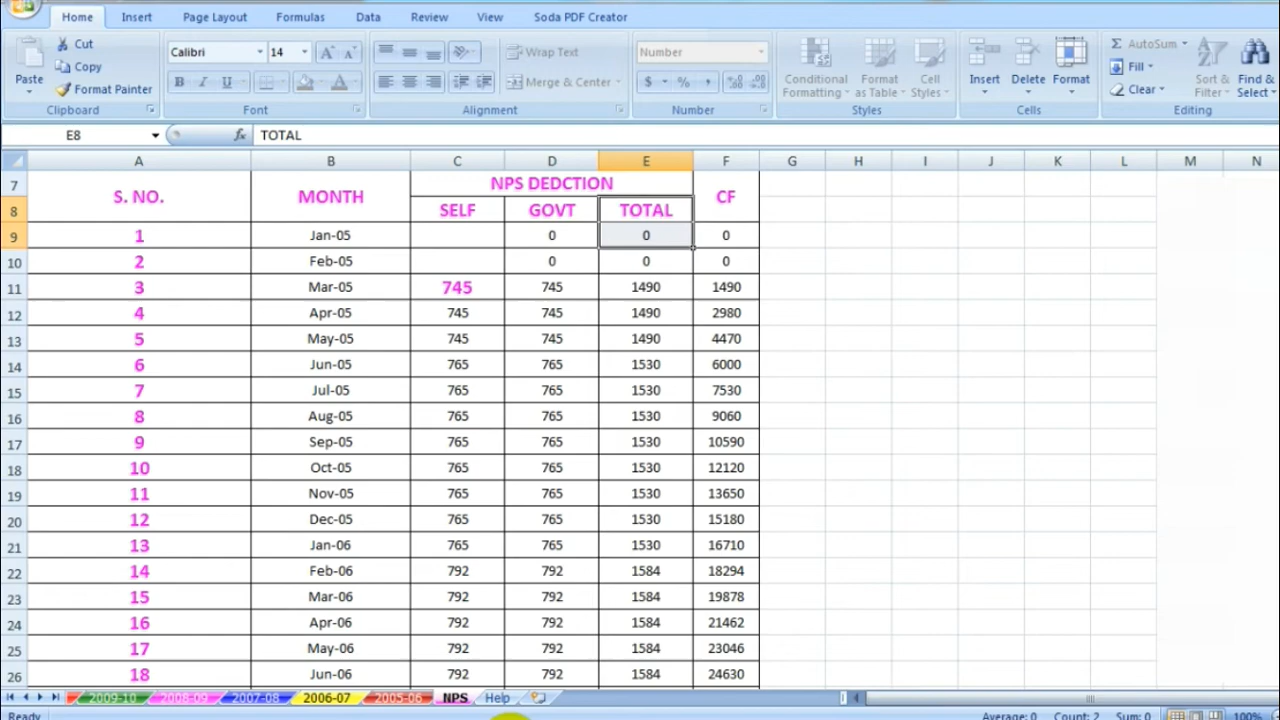 Home Insert Page Layout Formulas Data Review View Soda PDF Creator
Cut
Copy
Format Painter
Paste
Clipboard
Calibri 14
Font
Wrap Text
Merge & Center
Alignment
Number
Number
Conditional Formatting
Format as Table
Cell Styles
Styles
Insert Delete Format
Cells
AutoSum
Fill
Clear
Sort & Filter
Find & Select
Editing
E8 fx TOTAL
A B C D E F G H I J K L M N
7 S. NO. MONTH NPS DEDCTION CF
8 SELF GOVT TOTAL
9 1 Jan-05 0 0 0
10 2 Feb-05 0 0 0
11 3 Mar-05 745 745 1490 1490
12 4 Apr-05 745 745 1490 2980
13 5 May-05 745 745 1490 4470
14 6 Jun-05 765 765 1530 6000
15 7 Jul-05 765 765 1530 7530
16 8 Aug-05 765 765 1530 9060
17 9 Sep-05 765 765 1530 10590
18 10 Oct-05 765 765 1530 12120
19 11 Nov-05 765 765 1530 13650
20 12 Dec-05 765 765 1530 15180
21 13 Jan-06 765 765 1530 16710
22 14 Feb-06 792 792 1584 18294
23 15 Mar-06 792 792 1584 19878
24 16 Apr-06 792 792 1584 21462
25 17 May-06 792 792 1584 23046
26 18 Jun-06 792 792 1584 24630
2009-10 2008-09 2007-08 2006-07 2005-06 NPS Help
Ready Average: 0 Count: 2 Sum: 0 100%